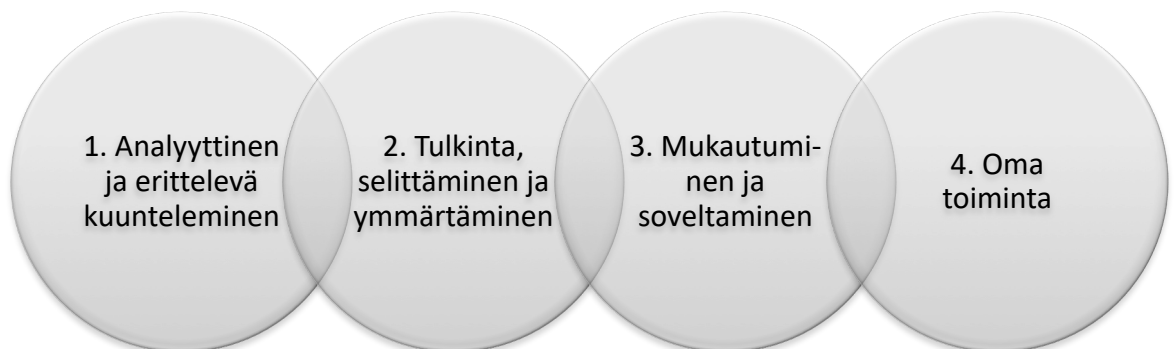 1. Analyyttinen
ja erittelevä
kuunteleminen
2. Tulkinta,
selittäminen ja
ymmärtäminen
3. Mukautumi-
nen ja
soveltaminen
4. Oma
toiminta